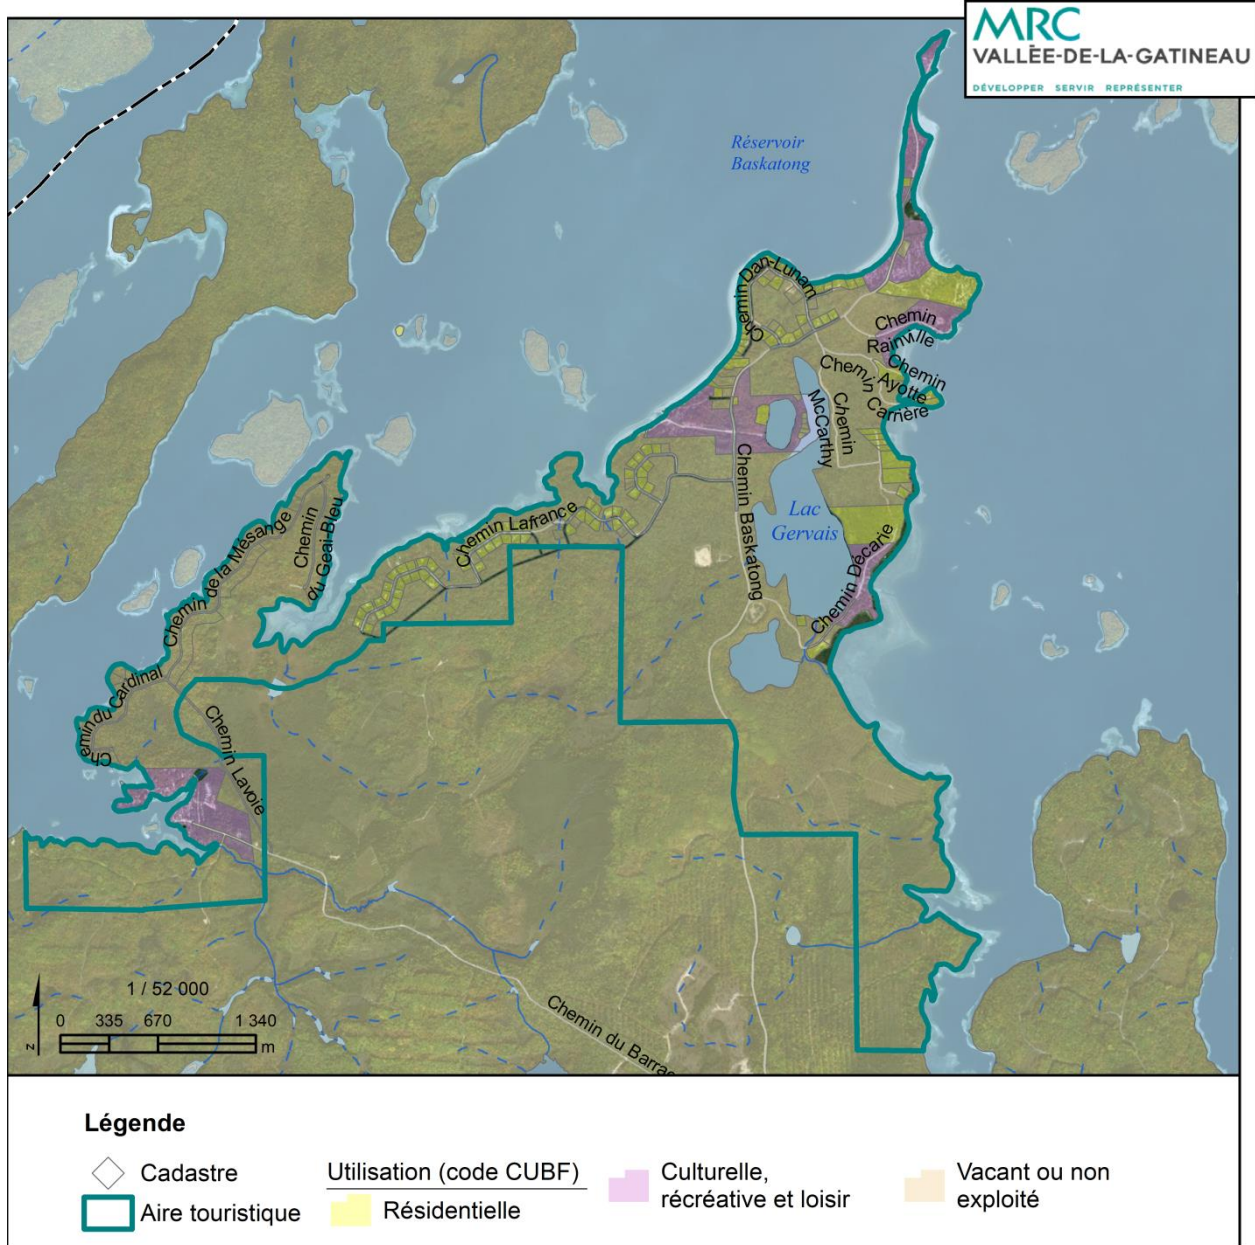 MRC
VALLÉE-DE-LA-GATINEAU
DÉVELOPPER SERVIR REPRÉSENTER
Réservoir
Baskatong
Chemin Dan-Lunam
Chemin
Rainville
Chemin
Ayotte
Chemin Carrière
Chemin
McCarthy
Chemin Baskatong
Lac
Gervais
Chemin Lafrance
Chemin Décarie
Chemin de la Mésange
Chemin
du Geai-Bleu
Chemin du Cardinal
Chemin Lavoie
Chemin du Barrag
1 / 52 000
0 335 670 1 340
m
z
Légende
Cadastre
Aire touristique
Utilisation (code CUBF)
Résidentielle
Culturelle,
récréative et loisir
Vacant ou non
exploité